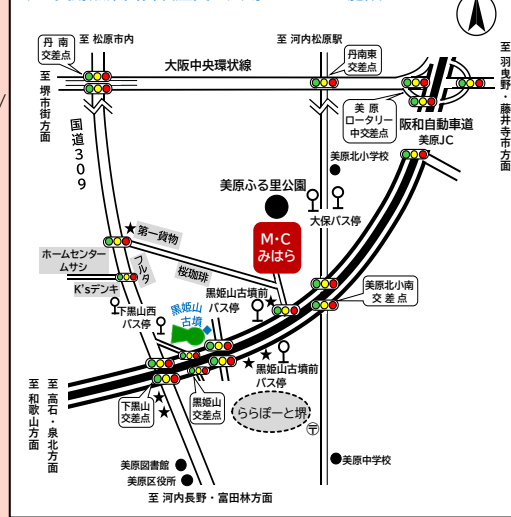 至 松原市内
至 河内松原駅
丹 南
交差点
丹南東
交差点
大阪中央環状線
至 堺市街方面
至 羽曳野・藤井寺市方面
美 原
ロータリー
中交差点
阪和自動車道
美原JC
国道309
美原北小学校
美原ふる里公園
大保バス停
第一貨物
M・C
みはら
ホームセンター
ムサシ
フルタ
桜珈琲
K'sデンキ
美原北小南
交 差 点
黒姫山古墳前
バス停
下黒山西
バス停
黒姫山
古墳
黒姫山古墳前
バス停
至 和歌山方面
至 高石・泉北方面
下黒山
交差点
黒姫山
交差点
ららぽーと堺
〒
美原図書館
美原区役所
美原中学校
至 河内長野・富田林方面